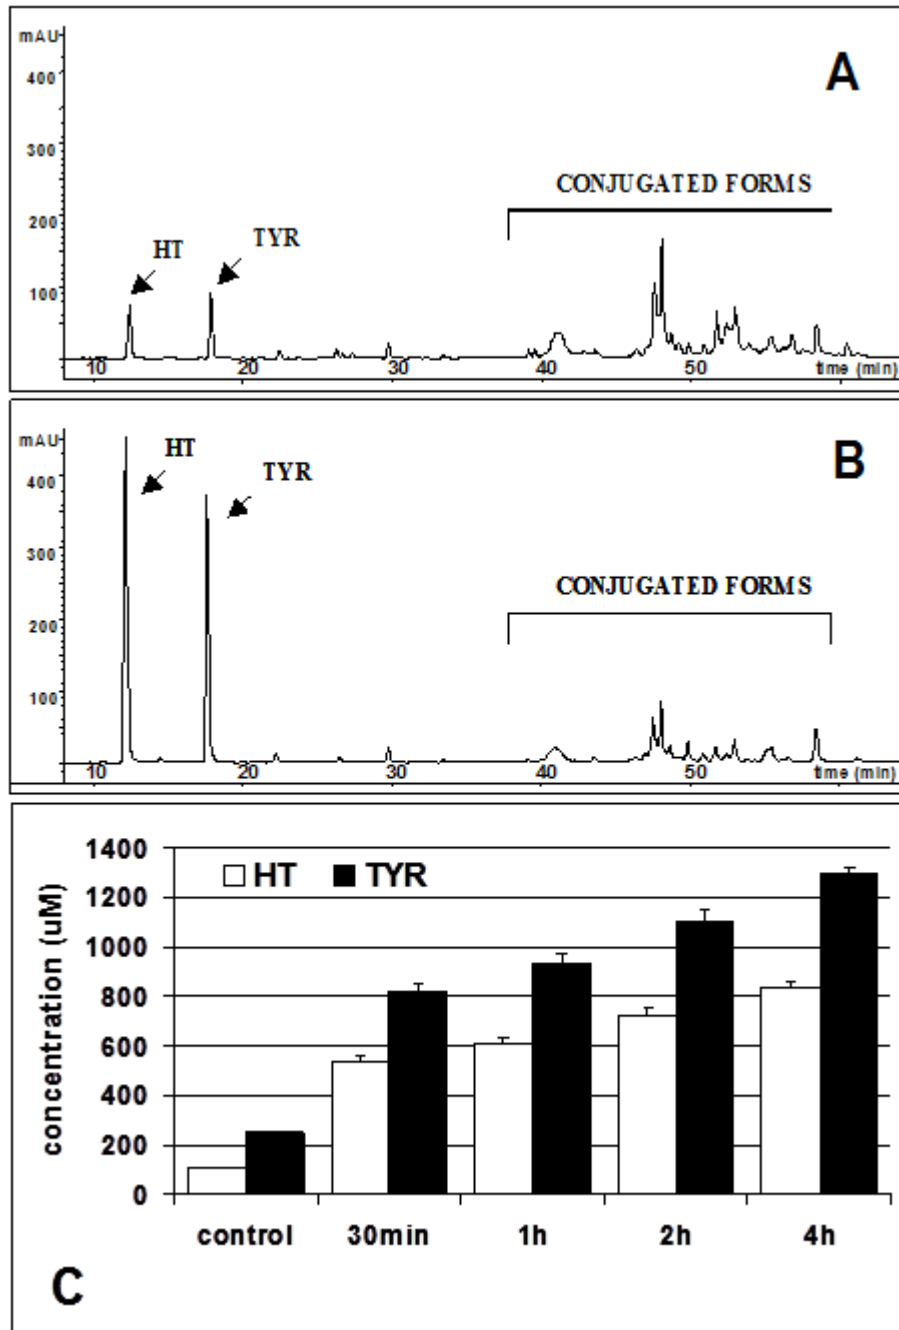 mAU
A
400
300
CONJUGATED FORMS
200
HT
TYR
100
10 20 30 40 50 time (min)
mAU
HT
B
400
TYR
300
CONJUGATED FORMS
200
100
10 20 30 40 50 time (min)
1400
HT TYR
1200
1000
800
600
400
200
0
concentration (uM)
control 30min 1h 2h 4h
C